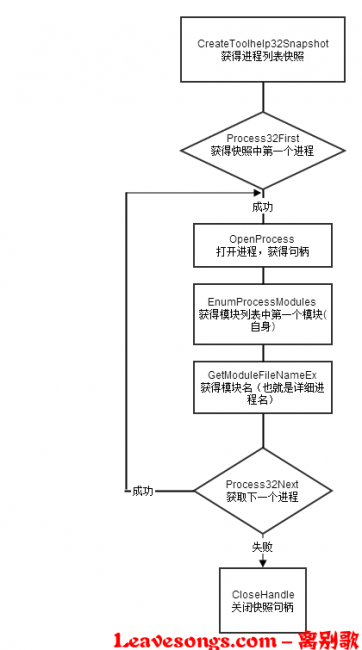 CreateToolhelp32Snapshot
获得进程列表快照
Process32First
获得快照中第一个进程
成功
OpenProcess
打开进程，获得句柄
EnumProcessModules
获得模块列表中第一个模块(
自身)
GetModuleFileNameEx
获得模块名（也就是详细进
程名）
Process32Next
获取下一个进程
成功
失败
CloseHandle
关闭快照句柄
Leavesongs.com - 离别歌